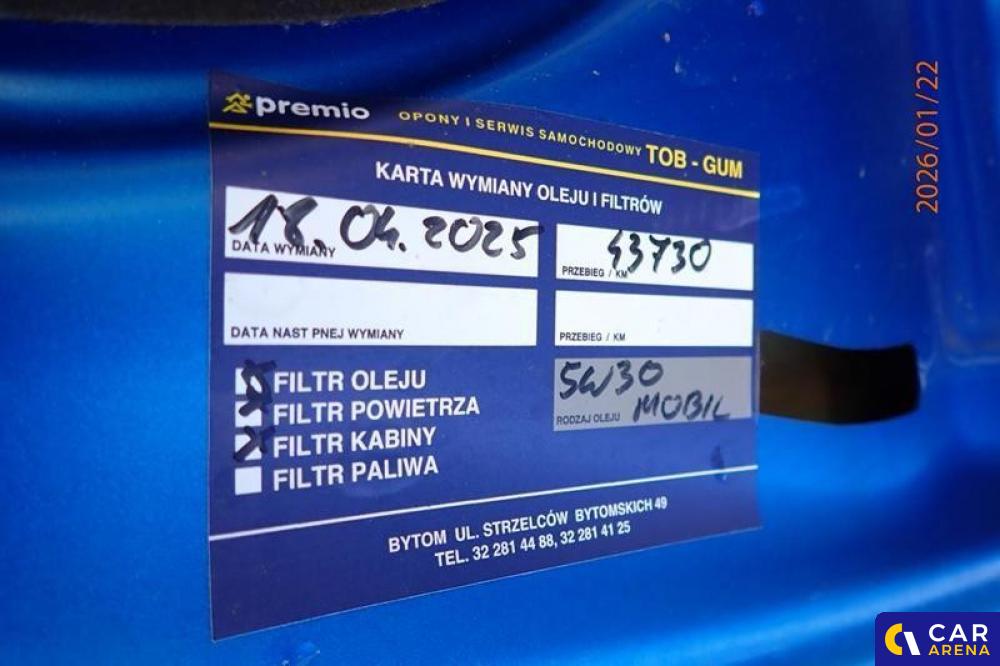 premio OPONY I SERWIS SAMOCHODOWY TOB - GUM
KARTA WYMIANY OLEJU I FILTRÓW
18.04.2025 43730
DATA WYMIANY PRZEBIEG / KM
DATA NAST PNEJ WYMIANY PRZEBIEG / KM
FILTR OLEJU 5W30
FILTR POWIETRZA RODZAJ OLEJU MOBIL
FILTR KABINY
FILTR PALIWA
BYTOM UL. STRZELCÓW BYTOMSKICH 49
TEL. 32 281 44 88, 32 281 41 25
2026/01/22
CAR
ARENA